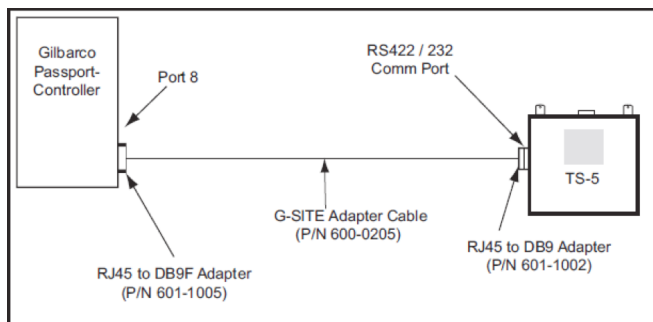 Gilbarco
Passport-
Controller
Port 8
RS422 / 232
Comm Port
TS-5
G-SITE Adapter Cable
(P/N 600-0205)
RJ45 to DB9F Adapter
(P/N 601-1005)
RJ45 to DB9 Adapter
(P/N 601-1002)